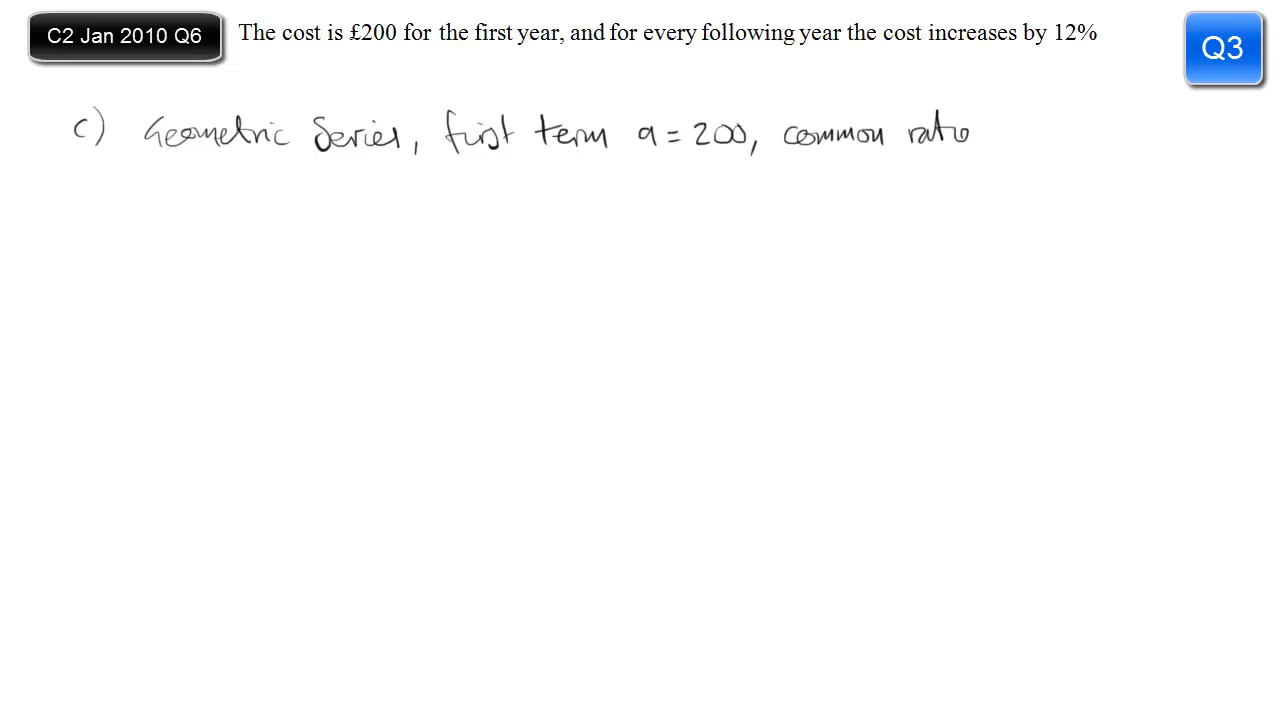 C2 Jan 2010 Q6
The cost is £200 for the first year, and for every following year the cost increases by 12%
Q3
c) Geometric Series, first term a = 200, common ratio